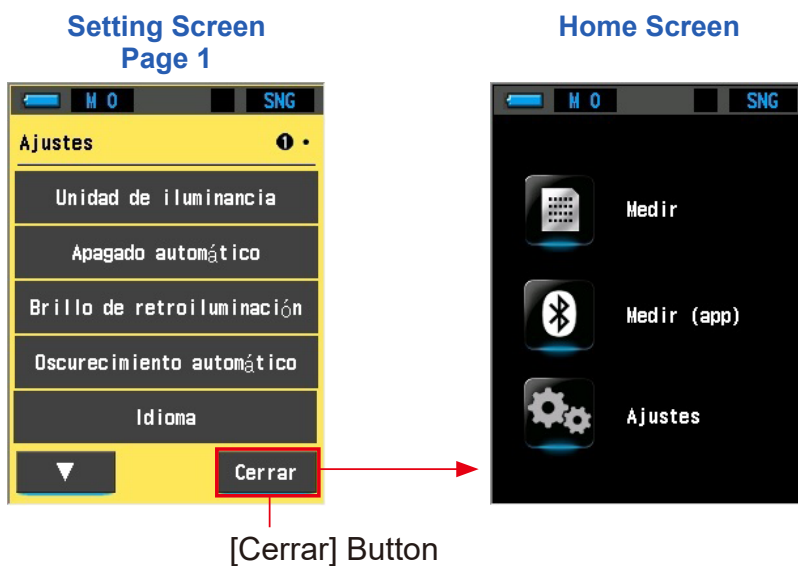 Setting Screen
Page 1
Home Screen
M 0
SNG
Ajustes
❶ ·
Unidad de iluminancia
Apagado automático
Brillo de retroiluminación
Oscurecimiento automático
Idioma
▼
Cerrar
M 0
SNG
Medir
Medir (app)
Ajustes
[Cerrar] Button